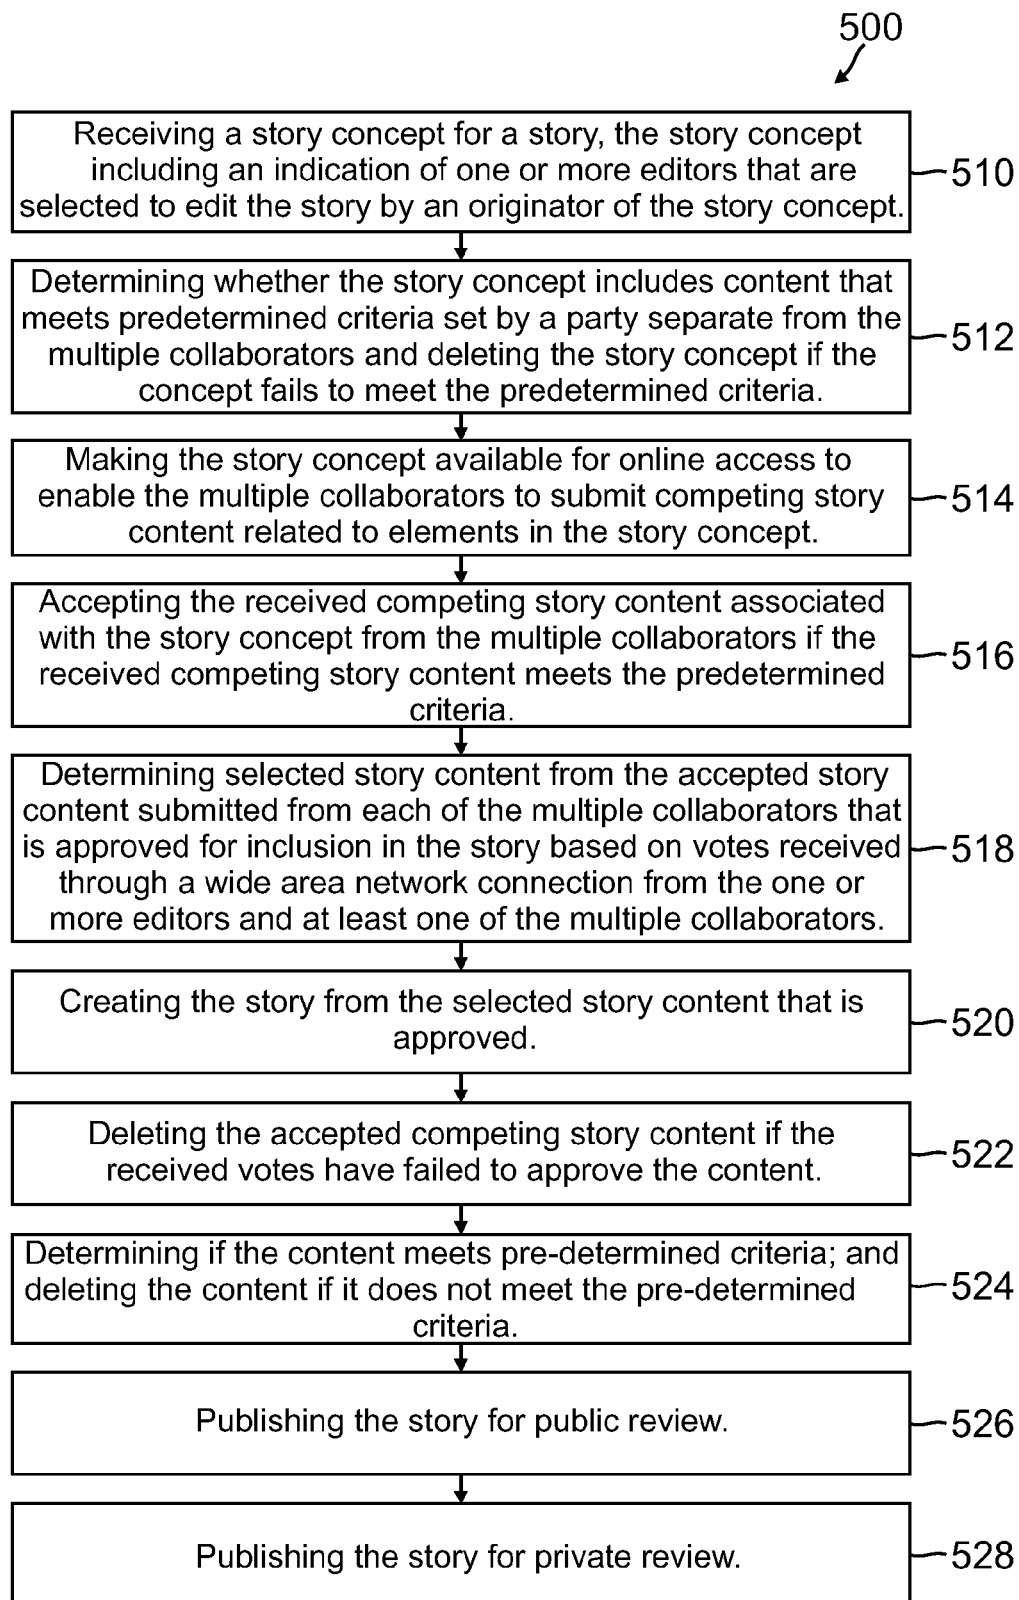 500
Receiving a story concept for a story, the story concept
including an indication of one or more editors that are
selected to edit the story by an originator of the story concept.
510
Determining whether the story concept includes content that
meets predetermined criteria set by a party separate from the
multiple collaborators and deleting the story concept if the
concept fails to meet the predetermined criteria.
512
Making the story concept available for online access to
enable the multiple collaborators to submit competing story
content related to elements in the story concept.
514
Accepting the received competing story content associated
with the story concept from the multiple collaborators if the
received competing story content meets the predetermined
criteria.
516
Determining selected story content from the accepted story
content submitted from each of the multiple collaborators that
is approved for inclusion in the story based on votes received
through a wide area network connection from the one or
more editors and at least one of the multiple collaborators.
518
Creating the story from the selected story content that is
approved.
520
Deleting the accepted competing story content if the
received votes have failed to approve the content.
522
Determining if the content meets pre-determined criteria; and
deleting the content if it does not meet the pre-determined
criteria.
524
Publishing the story for public review.
526
Publishing the story for private review.
528